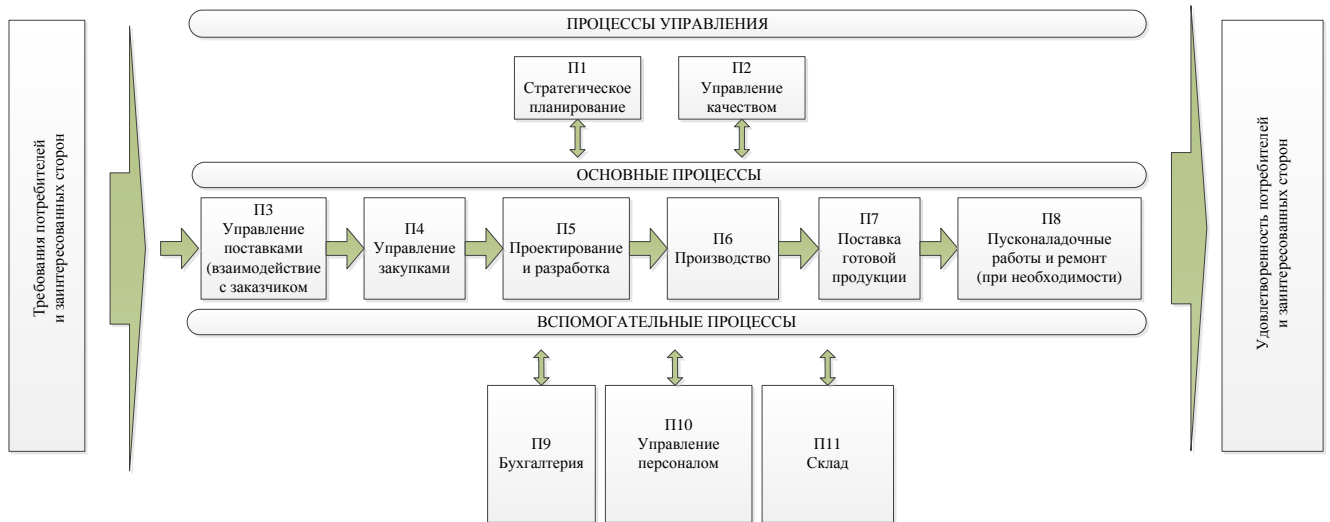 Требования потребителей
и заинтересованных сторон
ПРОЦЕССЫ УПРАВЛЕНИЯ
П1
Стратегическое
планирование
П2
Управление
качеством
ОСНОВНЫЕ ПРОЦЕССЫ
П3
Управление
поставками
(взаимодействие
с заказчиком
П4
Управление
закупками
П5
Проектирование
и разработка
П6
Производство
П7
Поставка
готовой
продукции
П8
Пусконаладочные
работы и ремонт
(при необходимости)
ВСПОМОГАТЕЛЬНЫЕ ПРОЦЕССЫ
П9
Бухгалтерия
П10
Управление
персоналом
П11
Склад
Удовлетворенность потребителей
и заинтересованных сторон